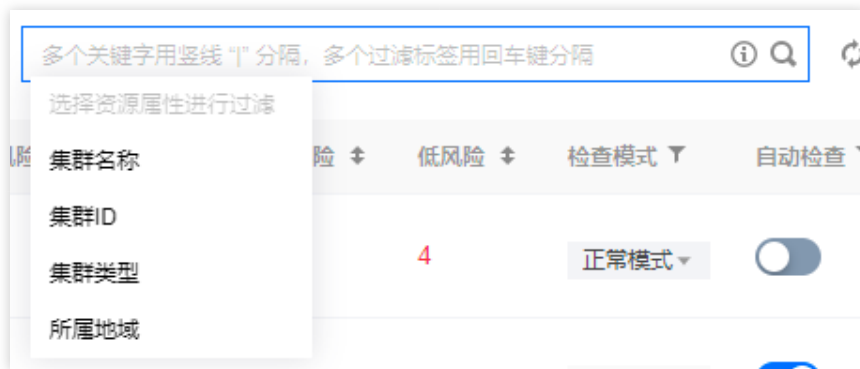 多个关键字用竖线 “|” 分隔，多个过滤标签用回车键分隔
选择资源属性进行过滤
集群名称
集群ID
集群类型
所属地域
险 低风险 检查模式 自动检查
4 正常模式